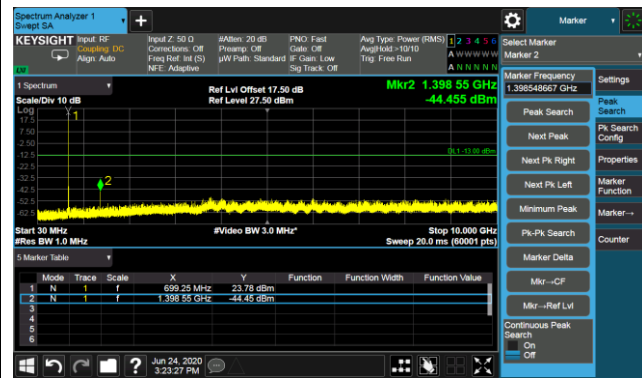 Spectrum Analyzer 1
Swept SA
KEYSIGHT
Input: RF
Coupling: DC
Align: Auto
Input Z: 50 Ω
Corrections: Off
Freq Ref: Int (S)
NFE: Adaptive
#Atten: 20 dB
Preamp: Off
µW Path: Standard
PNO: Fast
Gate: Off
IF Gain: Low
Sig Track: Off
Avg Type: Power (RMS)
Avg|Hold:>10/10
Trig: Free Run
1 2 3 4 5 6
A W W W W W
A N N N N N
1 Spectrum
Scale/Div 10 dB
Ref Lvl Offset 17.50 dB
Ref Level 27.50 dBm
Mkr2 1.398 55 GHz
-44.455 dBm
Log
17.5
7.50
-2.50
-12.5
-22.5
-32.5
-42.5
-52.5
-62.5
1
2
DL1 -13.00 dBm
Start 30 MHz
#Res BW 1.0 MHz
#Video BW 3.0 MHz*
Stop 10.000 GHz
Sweep 20.0 ms (60001 pts)
5 Marker Table
Mode Trace Scale X Y Function Function Width Function Value
1 N 1 f 699.25 MHz 23.78 dBm
2 N 1 f 1.398 55 GHz -44.45 dBm
3
4
5
6
Jun 24, 2020
3:23:27 PM
Marker
Select Marker
Marker 2
Marker Frequency
1.398548667 GHz
Peak Search
Next Peak
Next Pk Right
Next Pk Left
Minimum Peak
Pk-Pk Search
Marker Delta
Mkr→CF
Mkr→Ref Lvl
Continuous Peak
Search
On
Off
Settings
Peak
Search
Pk Search
Config
Properties
Marker
Function
Marker→
Counter